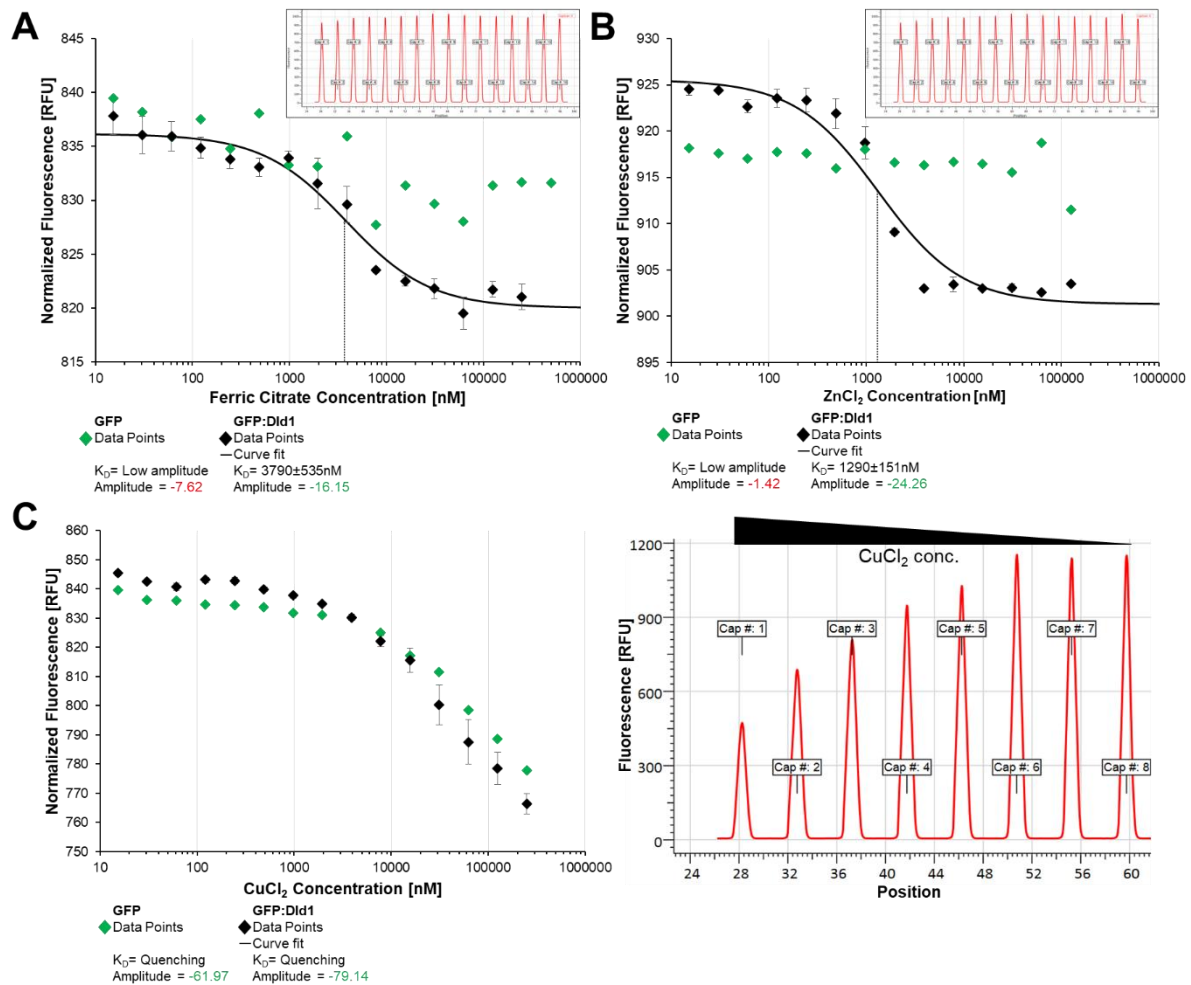 A
845
840
835
830
825
820
815
Normalized Fluorescence [RFU]
10
100
1000
10000
100000
1000000
Ferric Citrate Concentration [nM]
GFP
Data Points
K_D= Low amplitude
Amplitude = -7.62
GFP:Dld1
Data Points
Curve fit
K_D= 3790±535nM
Amplitude = -16.15
B
930
925
920
915
910
905
900
895
Normalized Fluorescence [RFU]
10
100
1000
10000
100000
1000000
ZnCl₂ Concentration [nM]
GFP
Data Points
K_D= Low amplitude
Amplitude = -1.42
GFP:Dld1
Data Points
Curve fit
K_D= 1290±151nM
Amplitude = -24.26
C
860
850
840
830
820
810
800
790
780
770
760
750
Normalized Fluorescence [RFU]
10
100
1000
10000
100000
1000000
CuCl₂ Concentration [nM]
GFP
Data Points
K_D= Quenching
Amplitude = -61.97
GFP:Dld1
Data Points
Curve fit
K_D= Quenching
Amplitude = -79.14
CuCl₂ conc.
1200
900
600
300
0
Fluorescence [RFU]
Cap #: 1
Cap #: 3
Cap #: 5
Cap #: 7
Cap #: 2
Cap #: 4
Cap #: 6
Cap #: 8
24
28
32
36
40
44
48
52
56
60
Position